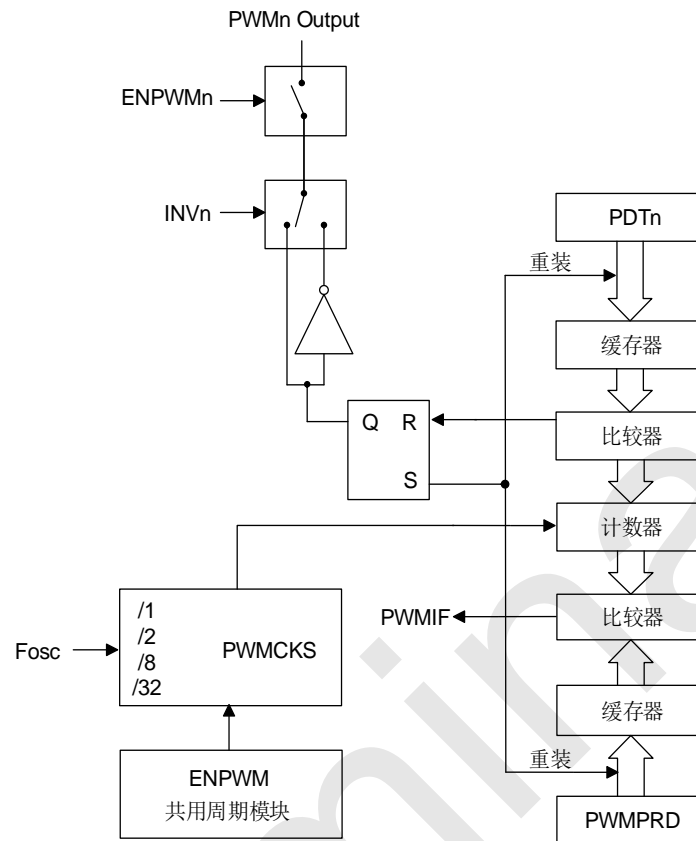 PWMn Output
ENPWMn
INVn
PDTn
重装
缓存器
Q R
S
比较器
计数器
/1
/2
/8
/32
PWMCKS
Fosc
PWMIF
比较器
缓存器
重装
ENPWM
共用周期模块
PWMPRD